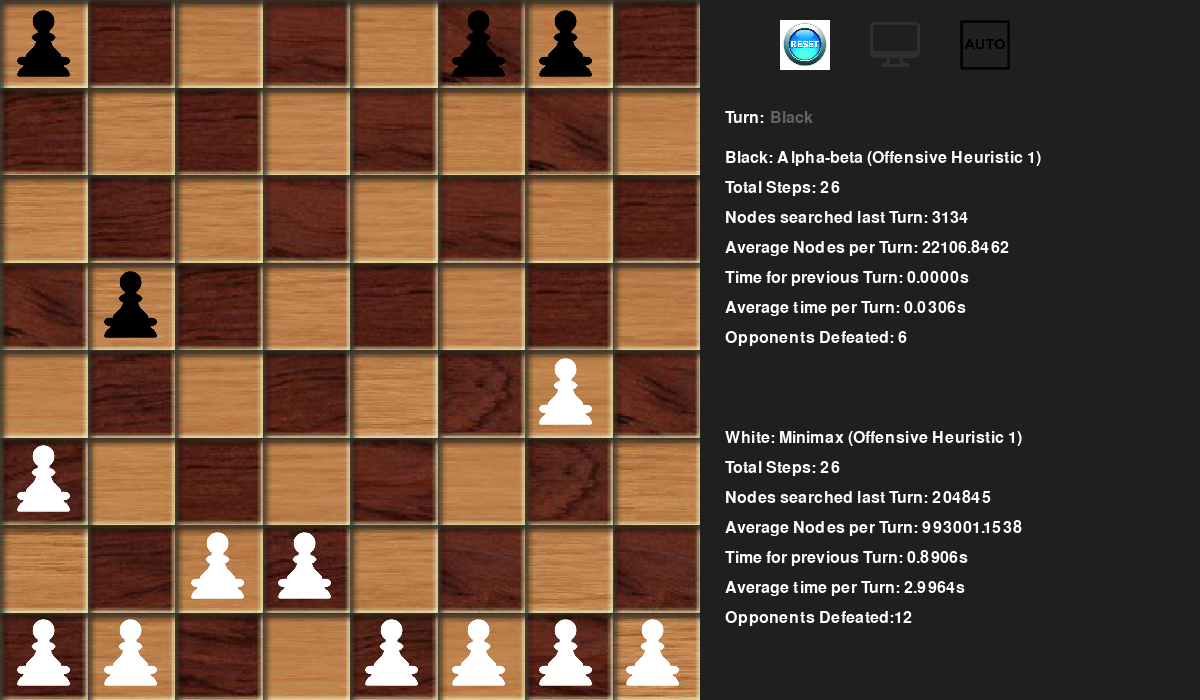 RESET
AUTO
Turn: Black
Black: Alpha-beta (Offensive Heuristic 1)
Total Steps: 26
Nodes searched last Turn: 3134
Average Nodes per Turn: 22106.8462
Time for previous Turn: 0.0000s
Average time per Turn: 0.0306s
Opponents Defeated: 6
White: Minimax (Offensive Heuristic 1)
Total Steps: 26
Nodes searched last Turn: 204845
Average Nodes per Turn: 993001.1538
Time for previous Turn: 0.8906s
Average time per Turn: 2.9964s
Opponents Defeated:12